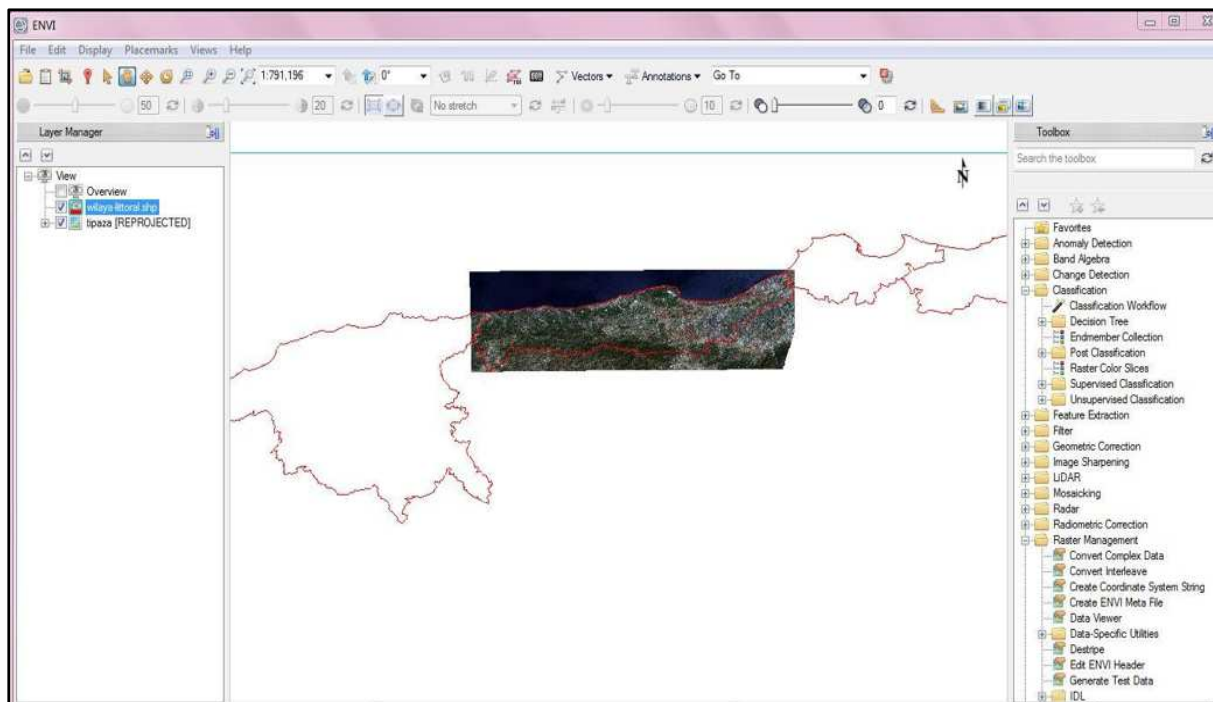 ENVI
File Edit Display Placemarks Views Help
1:791,196 0° Vectors Annotations Go To
50 20 No stretch 10 0
Layer Manager
View
Overview
wilaya-littoral.shp
tipaza [REPROJECTED]
N
Toolbox
Search the toolbox
Favorites
Anomaly Detection
Band Algebra
Change Detection
Classification
Classification Workflow
Decision Tree
Endmember Collection
Post Classification
Raster Color Slices
Supervised Classification
Unsupervised Classification
Feature Extraction
Filter
Geometric Correction
Image Sharpening
LiDAR
Mosaicking
Radar
Radiometric Correction
Raster Management
Convert Complex Data
Convert Interleave
Create Coordinate System String
Create ENVI Meta File
Data Viewer
Data-Specific Utilities
Destripe
Edit ENVI Header
Generate Test Data
IDL